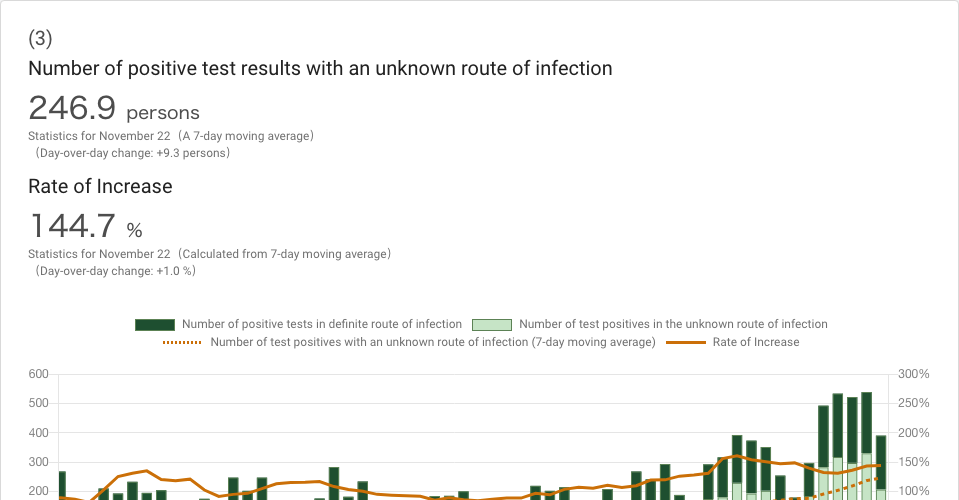 (3)
Number of positive test results with an unknown route of infection
246.9 persons
Statistics for November 22（A 7-day moving average）
（Day-over-day change: +9.3 persons）
Rate of Increase
144.7 %
Statistics for November 22（Calculated from 7-day moving average）
（Day-over-day change: +1.0 %）
Number of positive tests in definite route of infection Number of test positives in the unknown route of infection
Number of test positives with an unknown route of infection (7-day moving average) Rate of Increase
600 300%
500 250%
400 200%
300 150%
200 100%